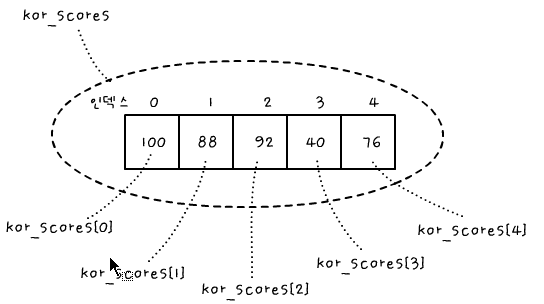 kor_scores
인덱스 0 1 2 3 4
100 88 92 40 76
kor_scores[0]
kor_scores[4]
kor_scores[3]
kor_scores[1]
kor_scores[2]